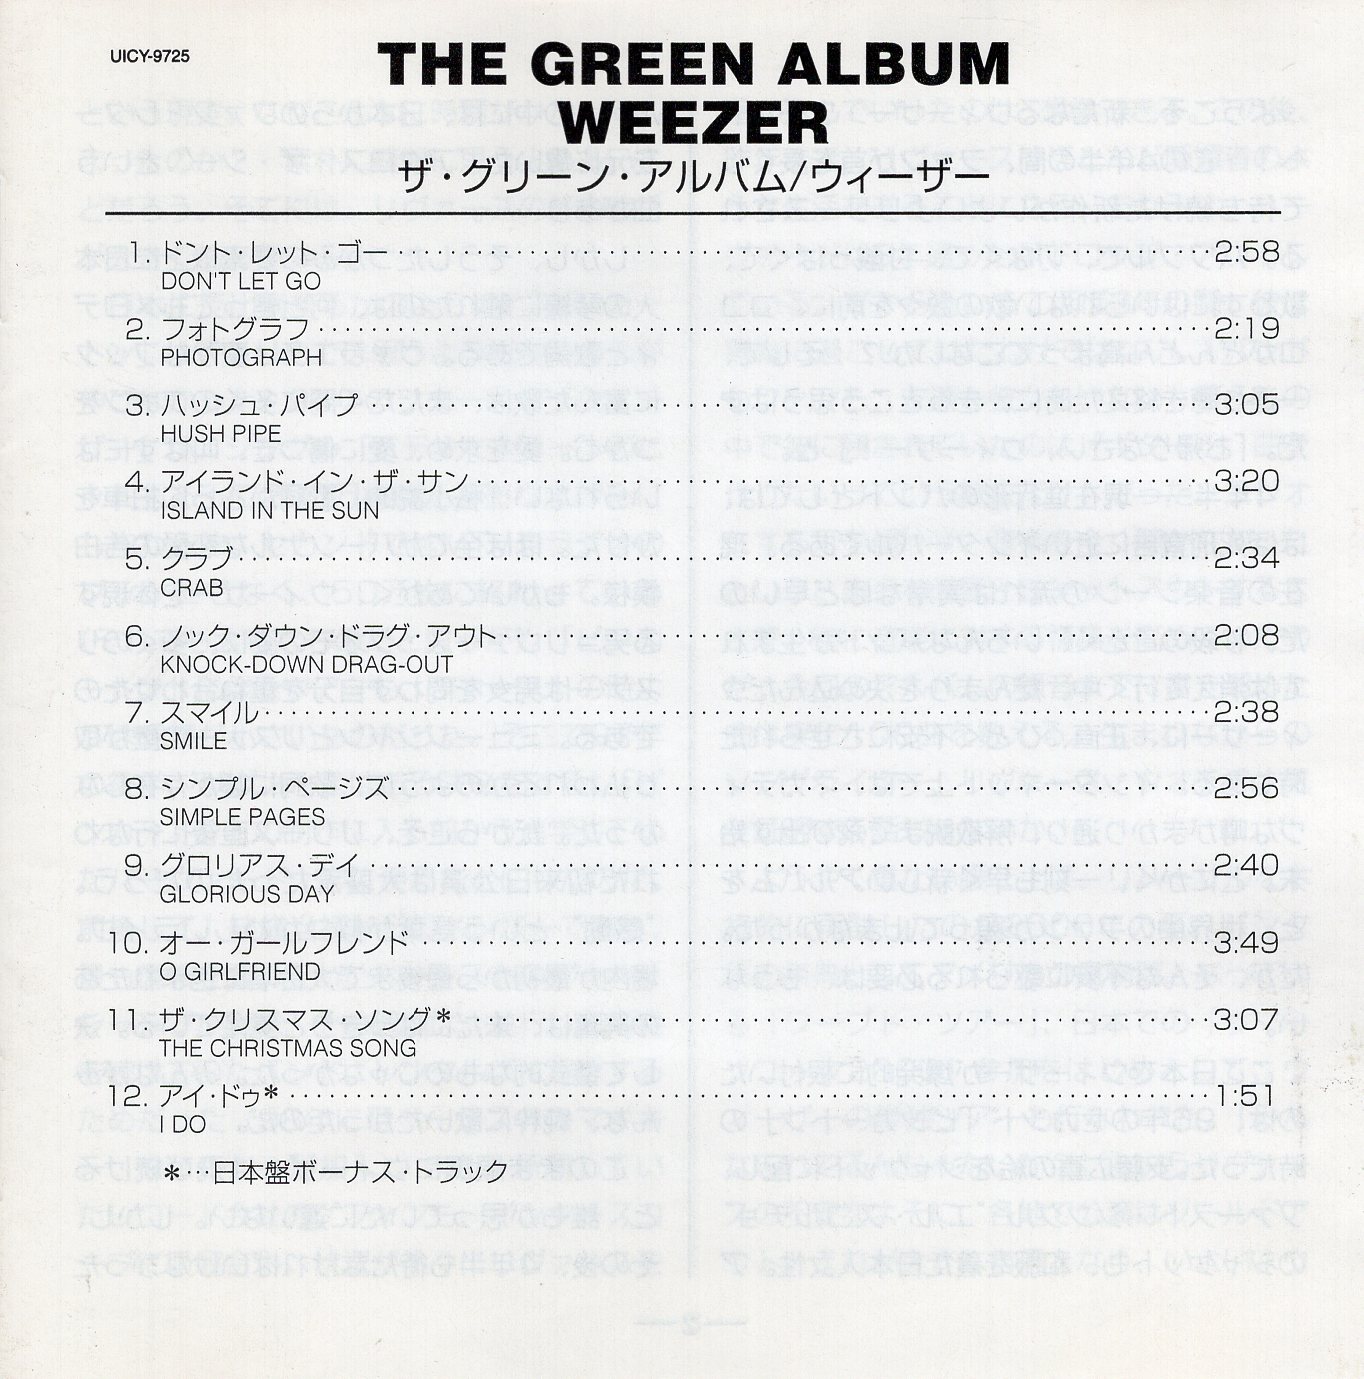 UICY-9725
THE GREEN ALBUM
WEEZER
ザ・グリーン・アルバム/ウィーザー
1. ドント・レット・ゴー 2:58
DON'T LET GO
2. フォトグラフ 2:19
PHOTOGRAPH
3. ハッシュ・パイプ 3:05
HUSH PIPE
4. アイランド・イン・ザ・サン 3:20
ISLAND IN THE SUN
5. クラブ 2:34
CRAB
6. ノック・ダウン・ドラグ・アウト 2:08
KNOCK-DOWN DRAG-OUT
7. スマイル 2:38
SMILE
8. シンプル・ページズ 2:56
SIMPLE PAGES
9. グロリアス・デイ 2:40
GLORIOUS DAY
10. オー・ガールフレンド 3:49
O GIRLFRIEND
11. ザ・クリスマス・ソング* 3:07
THE CHRISTMAS SONG
12. アイ・ドゥ* 1:51
I DO
*…日本盤ボーナス・トラック